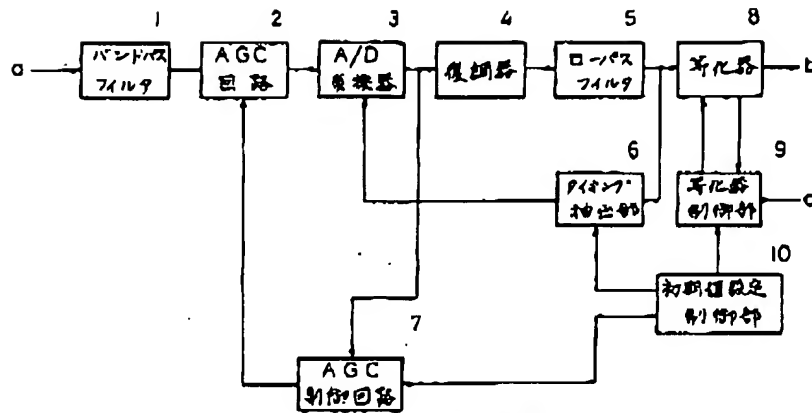 1
2
3
4
5
8
a
バンドパス
フィルタ
AGC
回路
A/D
変換器
復調器
ローパス
フィルタ
等化器
b
6
9
タイミング
抽出部
等化器
制御部
c
10
初期値設定
制御部
7
AGC
制御回路